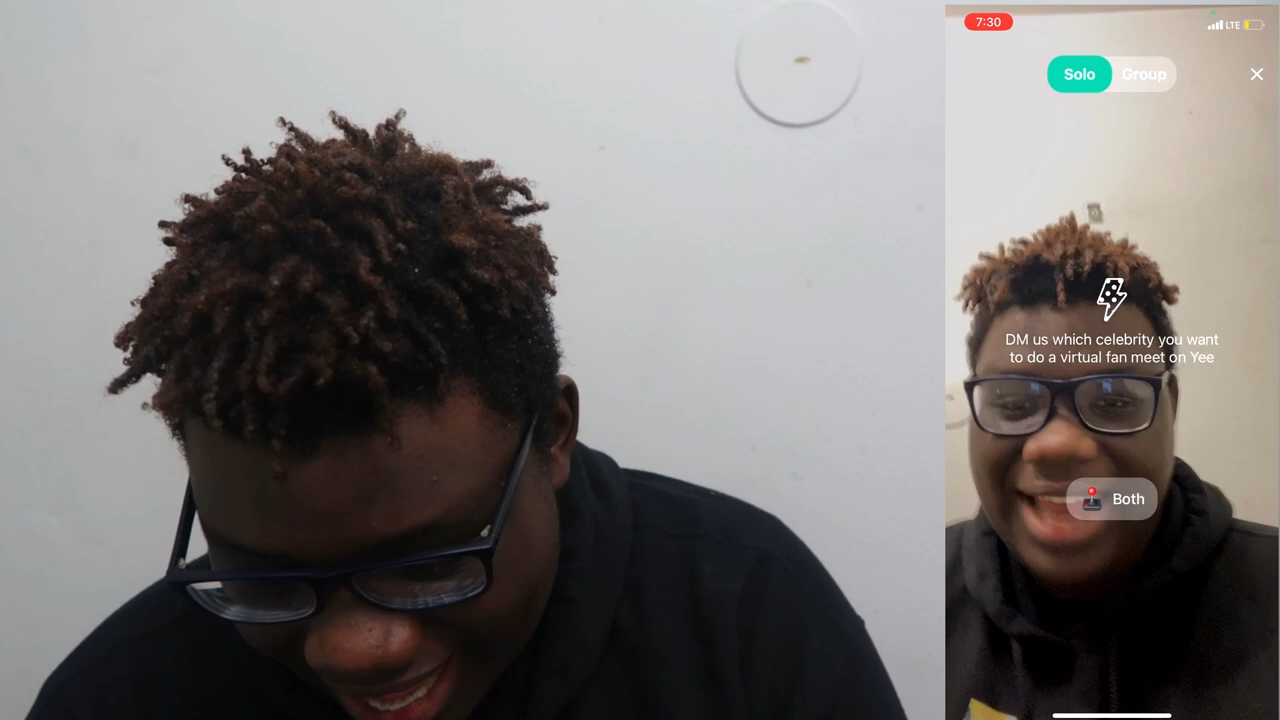 7:30
LTE
Solo Group
DM us which celebrity you want
to do a virtual fan meet on Yee
Both